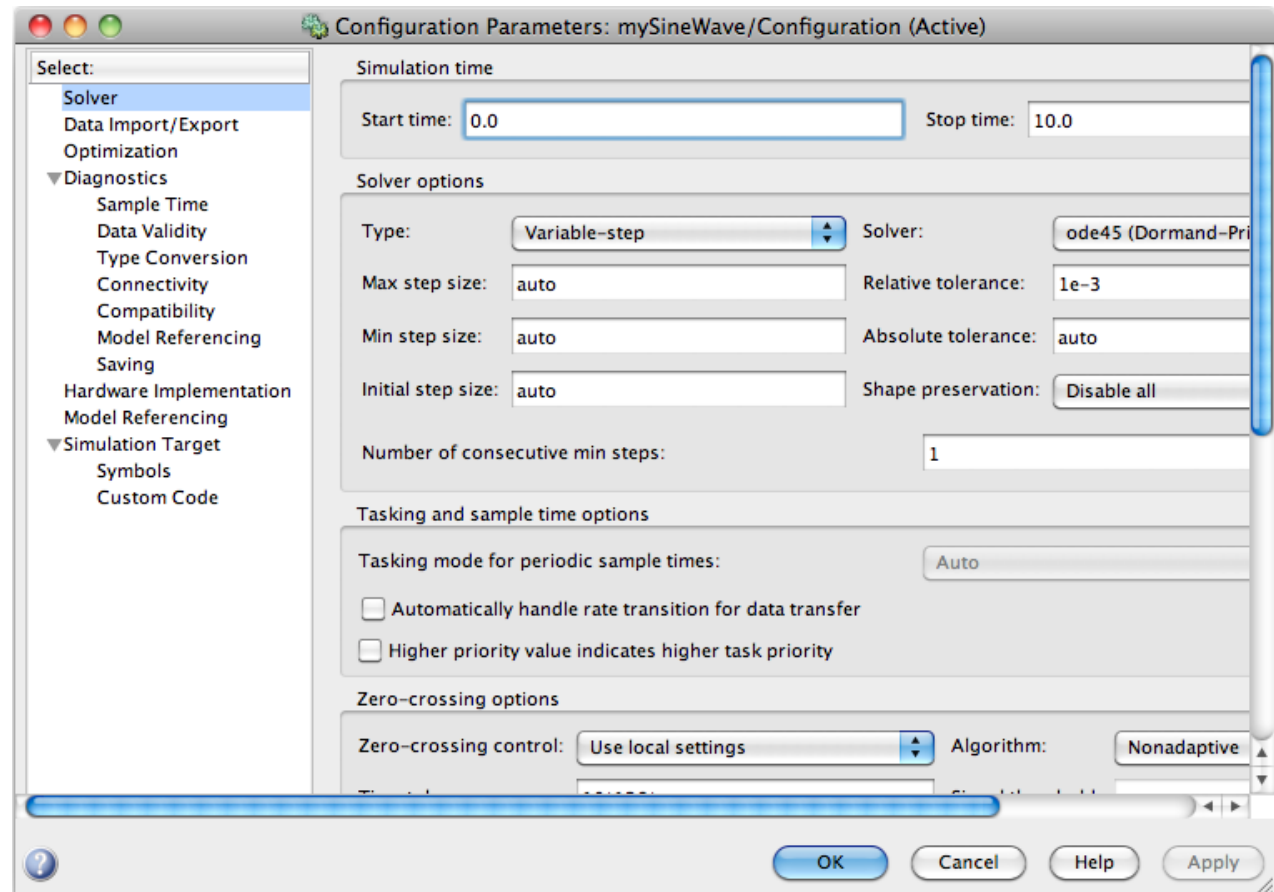 Configuration Parameters: mySineWave/Configuration (Active)
Select:
Solver
Data Import/Export
Optimization
Diagnostics
Sample Time
Data Validity
Type Conversion
Connectivity
Compatibility
Model Referencing
Saving
Hardware Implementation
Model Referencing
Simulation Target
Symbols
Custom Code
Simulation time
Start time: 0.0 Stop time: 10.0
Solver options
Type: Variable-step Solver: ode45 (Dormand-Pri
Max step size: auto Relative tolerance: 1e-3
Min step size: auto Absolute tolerance: auto
Initial step size: auto Shape preservation: Disable all
Number of consecutive min steps: 1
Tasking and sample time options
Tasking mode for periodic sample times: Auto
Automatically handle rate transition for data transfer
Higher priority value indicates higher task priority
Zero-crossing options
Zero-crossing control: Use local settings Algorithm: Nonadaptive
? OK Cancel Help Apply